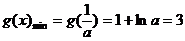 g(x)min = g(1/a) = 1 + ln a = 3